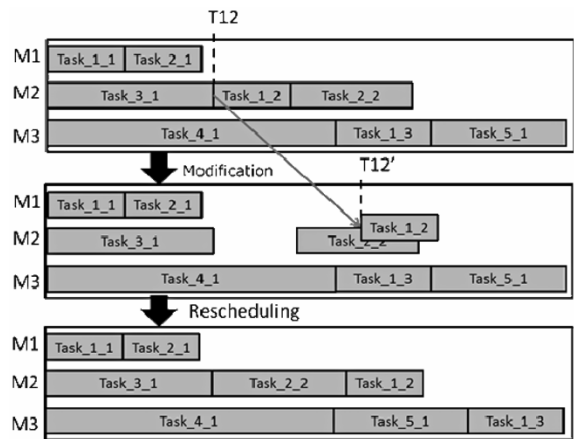 T12
M1 Task_1_1 Task_2_1
M2 Task_3_1 Task_1_2 Task_2_2
M3 Task_4_1 Task_1_3 Task_5_1
Modification
T12'
M1 Task_1_1 Task_2_1
Task_1_2
M2 Task_3_1 Task_2_2
M3 Task_4_1 Task_1_3 Task_5_1
Rescheduling
M1 Task_1_1 Task_2_1
M2 Task_3_1 Task_2_2 Task_1_2
M3 Task_4_1 Task_5_1 Task_1_3